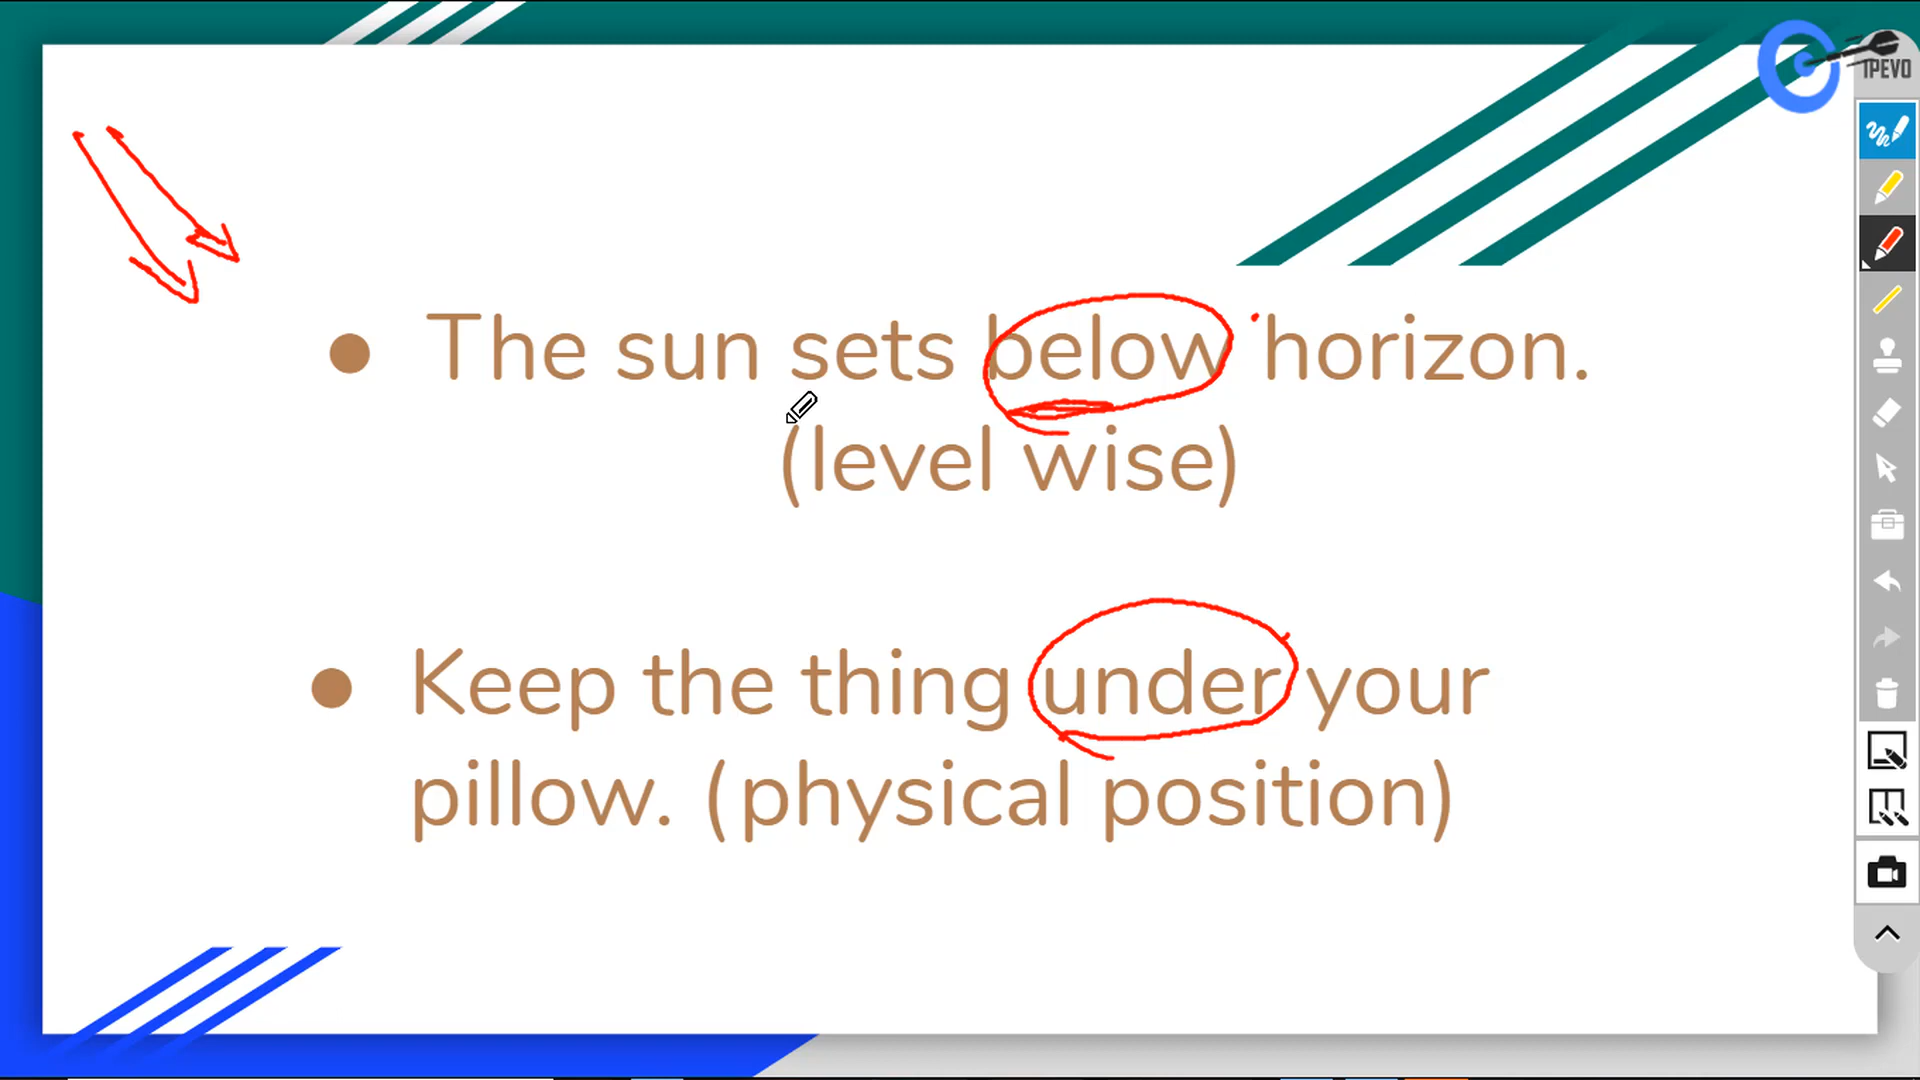 IPEVO
• The sun sets below horizon.
(level wise)
• Keep the thing under your
pillow. (physical position)